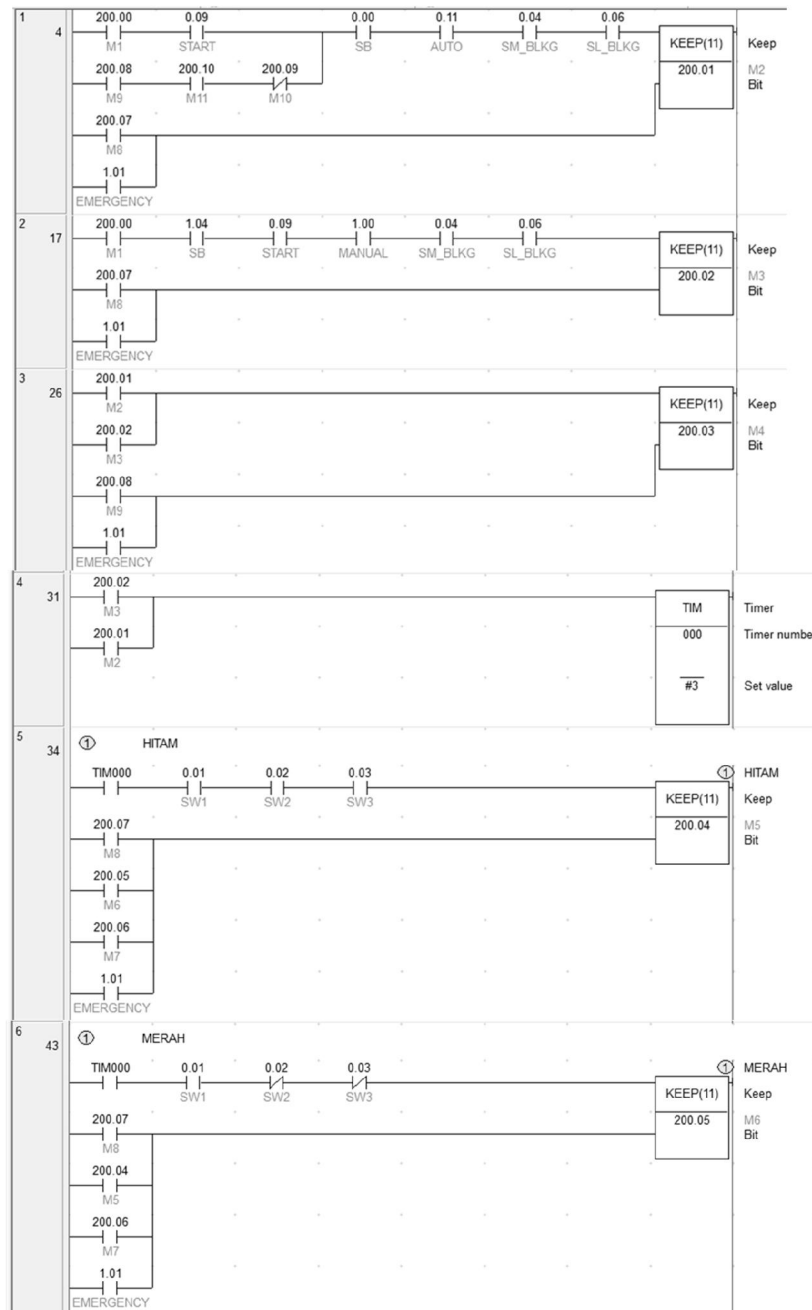 1
4
200.00 0.09 0.00 0.11 0.04 0.06
M1 START SB AUTO SM_BLKG SL_BLKG
KEEP(11) Keep
200.08 200.10 200.09
M9 M11 M10
200.01 M2
Bit
200.07
M8
1.01
EMERGENCY
2
17
200.00 1.04 0.09 1.00 0.04 0.06
M1 SB START MANUAL SM_BLKG SL_BLKG
KEEP(11) Keep
200.07
M8
200.02 M3
Bit
1.01
EMERGENCY
3
26
200.01
M2
KEEP(11) Keep
200.02
M3
200.03 M4
Bit
200.08
M9
1.01
EMERGENCY
4
31
200.02
M3
TIM Timer
200.01
M2
000 Timer numbe
#3 Set value
5
34
1 HITAM
TIM000 0.01 0.02 0.03
SW1 SW2 SW3
1 HITAM
KEEP(11) Keep
200.07
M8
200.04 M5
Bit
200.05
M6
200.06
M7
1.01
EMERGENCY
6
43
1 MERAH
TIM000 0.01 0.02 0.03
SW1 SW2 SW3
1 MERAH
KEEP(11) Keep
200.07
M8
200.05 M6
Bit
200.04
M5
200.06
M7
1.01
EMERGENCY